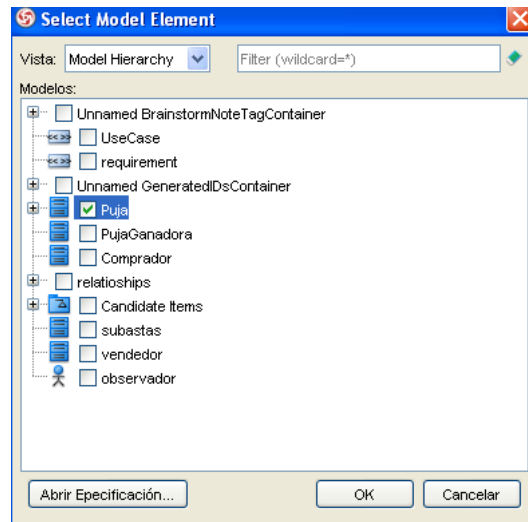 Select Model Element
Vista: Model Hierarchy Filter (wildcard=*)
Modelos:
Unnamed BrainstormNoteTagContainer
<< >> UseCase
<< >> requirement
Unnamed GeneratedIDsContainer
Puja
PujaGanadora
Comprador
relatioships
Candidate Items
subastas
vendedor
observador
Abrir Epecificación... OK Cancelar